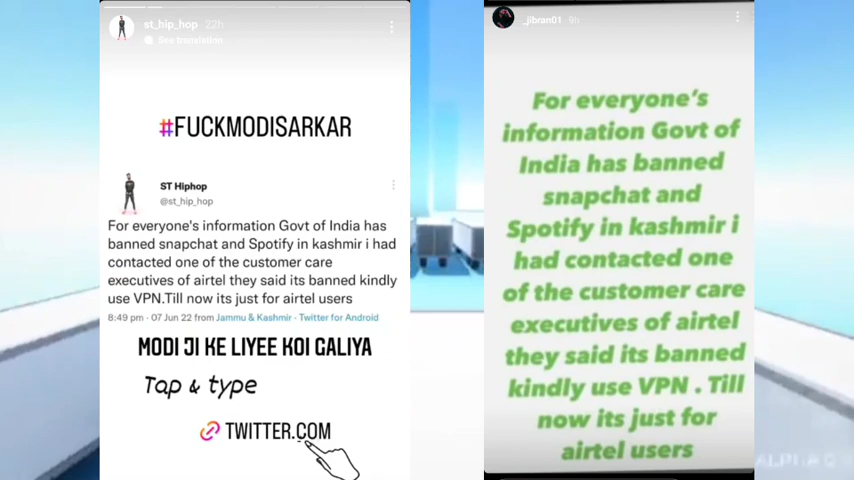 st_hip_hop 22h
See translation
#FUCKMODISARKAR
ST Hiphop
@st_hip_hop
For everyone's information Govt of India has
banned snapchat and Spotify in kashmir i had
contacted one of the customer care
executives of airtel they said its banned kindly
use VPN.Till now its just for airtel users
8:49 pm · 07 Jun 22 from Jammu & Kashmir · Twitter for Android
MODI JI KE LIYEE KOI GALIYA
Tap & type
TWITTER.COM
_jibran01 9h
For everyone's
information Govt of
India has banned
snapchat and
Spotify in kashmir i
had contacted one
of the customer care
executives of airtel
they said its banned
kindly use VPN . Till
now its just for
airtel users